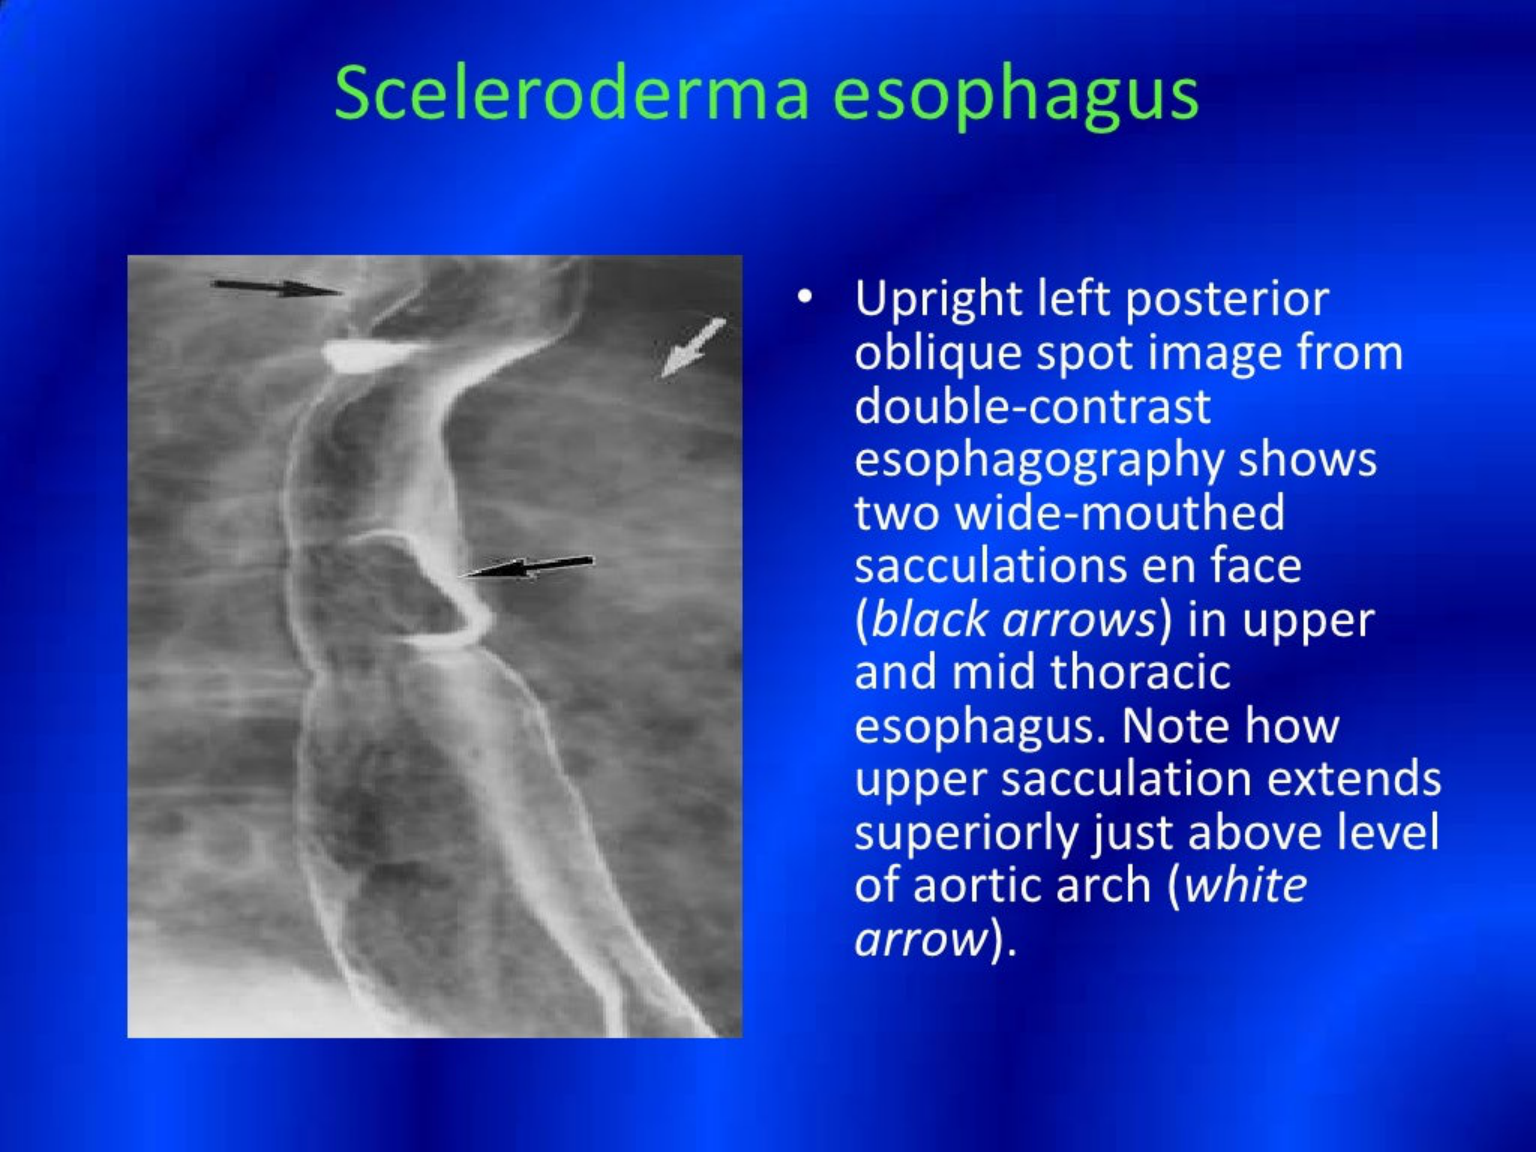 Sceleroderma esophagus
• Upright left posterior
oblique spot image from
double-contrast
esophagography shows
two wide-mouthed
sacculations en face
(black arrows) in upper
and mid thoracic
esophagus. Note how
upper sacculation extends
superiorly just above level
of aortic arch (white
arrow).